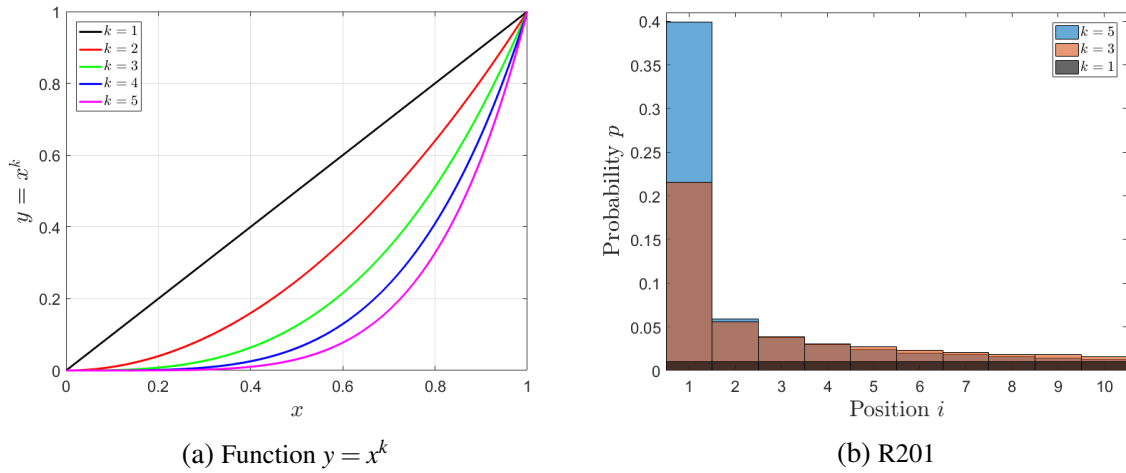 1
0.8
0.6
0.4
0.2
0
0 0.2 0.4 0.6 0.8 1
y = x^k
x
k = 1
k = 2
k = 3
k = 4
k = 5
(a) Function y = x^k
0.4
0.35
0.3
0.25
0.2
0.15
0.1
0.05
0
1 2 3 4 5 6 7 8 9 10
Probability p
Position i
k = 5
k = 3
k = 1
(b) R201